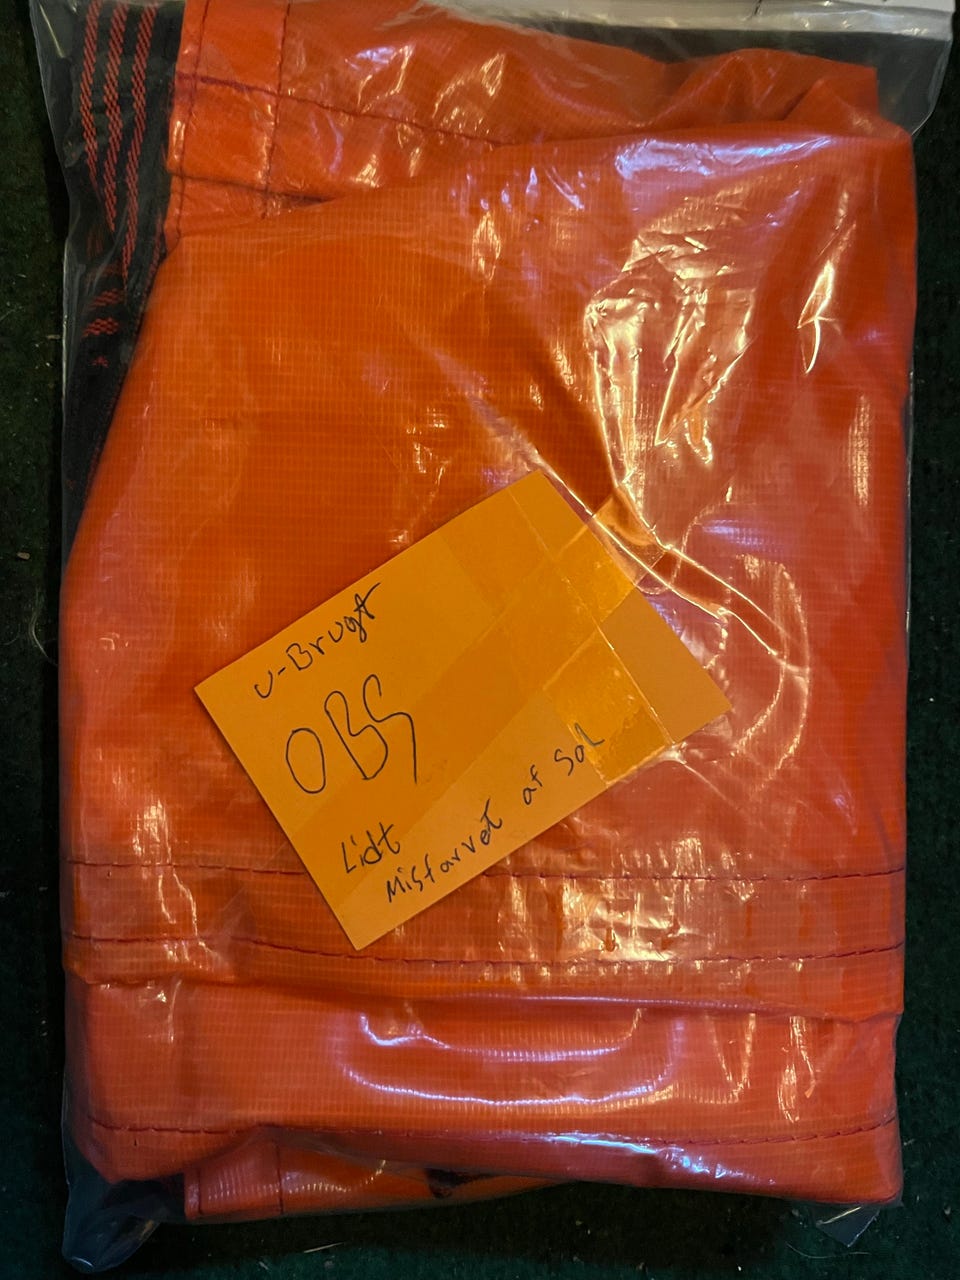 U-Brugt
OBS
Lidt
Misfarvet af Sol